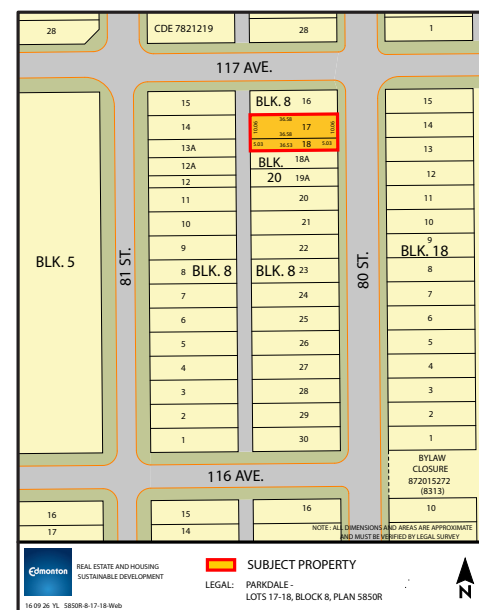 28
CDE 7821219
28
1
117 AVE.
15
BLK. 8 16
15
14
36.58
10.06
17
10.06
36.58
14
13A
5.03 36.53 18 5.03
13
12A
BLK. 18A
12
12
20 19A
11
20
11
10
21
10
9
22
9
BLK. 18
BLK. 5
81 ST.
8 BLK. 8
BLK. 8 23
80 ST.
8
7
24
7
6
25
6
5
26
5
4
27
4
3
28
3
2
29
2
1
30
1
116 AVE.
BYLAW
CLOSURE
872015272
(8313)
16
15
16
10
17
14
NOTE : ALL DIMENSIONS AND AREAS ARE APPROXIMATE
AND MUST BE VERIFIED BY LEGAL SURVEY
Edmonton
REAL ESTATE AND HOUSING
SUSTAINABLE DEVELOPMENT
SUBJECT PROPERTY
LEGAL: PARKDALE -
LOTS 17-18, BLOCK 8, PLAN 5850R
N
16 09 26 YL 5850R-8-17-18-Web